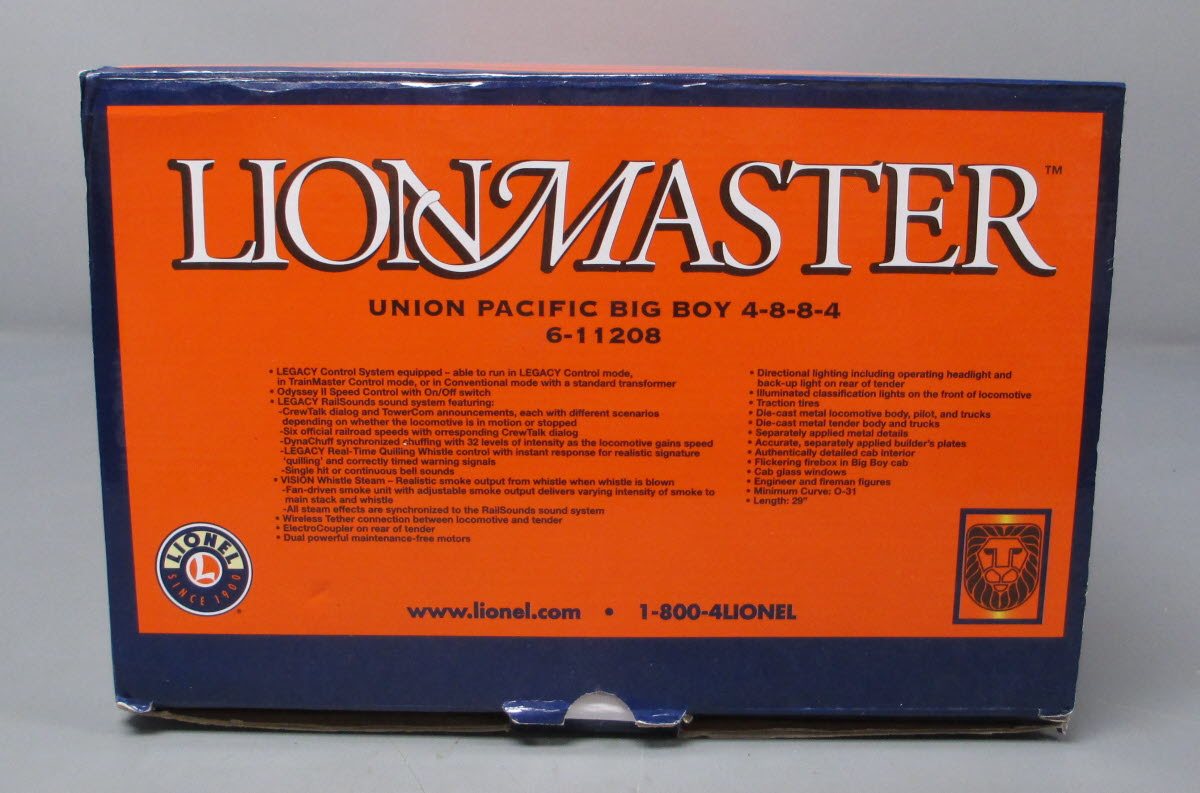 LIONMASTER™
UNION PACIFIC BIG BOY 4-8-8-4
6-11208
• LEGACY Control System equipped – able to run in LEGACY Control mode,
in TrainMaster Control mode, or in Conventional mode with a standard transformer
• Odyssey II Speed Control with On/Off switch
• LEGACY RailSounds sound system featuring:
-CrewTalk dialog and TowerCom announcements, each with different scenarios
depending on whether the locomotive is in motion or stopped
-Six official railroad speeds with orresponding CrewTalk dialog
-DynaChuff synchronized chuffing with 32 levels of intensity as the locomotive gains speed
-LEGACY Real-Time Quilling Whistle control with instant response for realistic signature
'quilling' and correctly timed warning signals
-Single hit or continuous bell sounds
• VISION Whistle Steam – Realistic smoke output from whistle when whistle is blown
-Fan-driven smoke unit with adjustable smoke output delivers varying intensity of smoke to
main stack and whistle
-All steam effects are synchronized to the RailSounds sound system
• Wireless Tether connection between locomotive and tender
• ElectroCoupler on rear of tender
• Dual powerful maintenance-free motors
• Directional lighting including operating headlight and
back-up light on rear of tender
• Illuminated classification lights on the front of locomotive
• Traction tires
• Die-cast metal locomotive body, pilot, and trucks
• Die-cast metal tender body and trucks
• Separately applied metal details
• Accurate, separately applied builder's plates
• Authentically detailed cab interior
• Flickering firebox in Big Boy cab
• Cab glass windows
• Engineer and fireman figures
• Minimum Curve: O-31
• Length: 29"
LIONEL
L
SINCE 1900
®
www.lionel.com • 1-800-4LIONEL